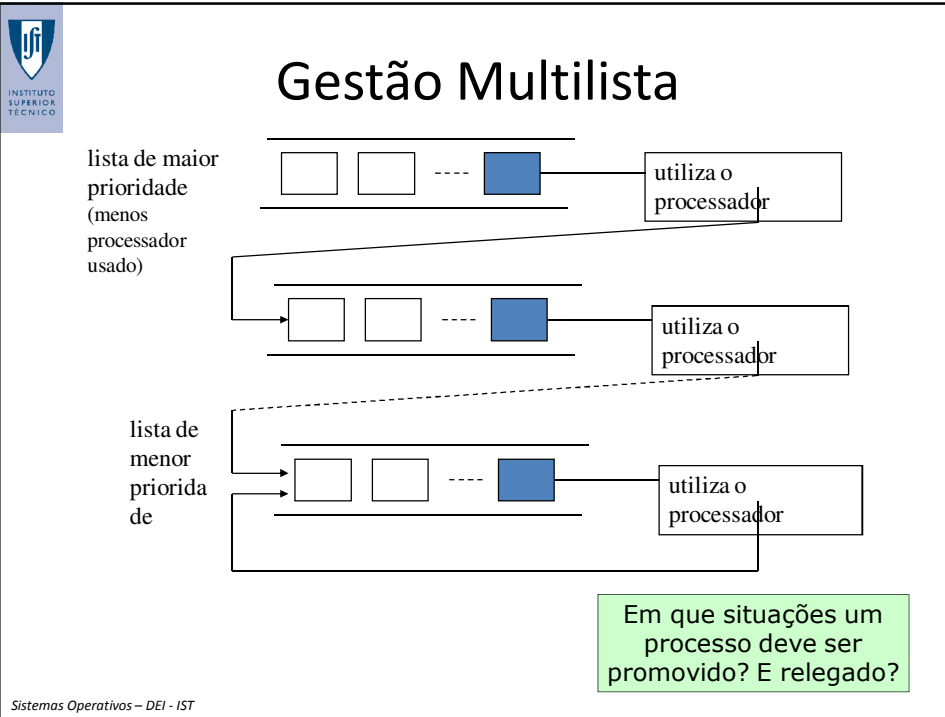 INSTITUTO
SUPERIOR
TÉCNICO
Gestão Multilista
lista de maior
prioridade
(menos
processador
usado)
utiliza o
processador
utiliza o
processador
lista de
menor
priorida
de
utiliza o
processador
Em que situações um
processo deve ser
promovido? E relegado?
Sistemas Operativos – DEI - IST